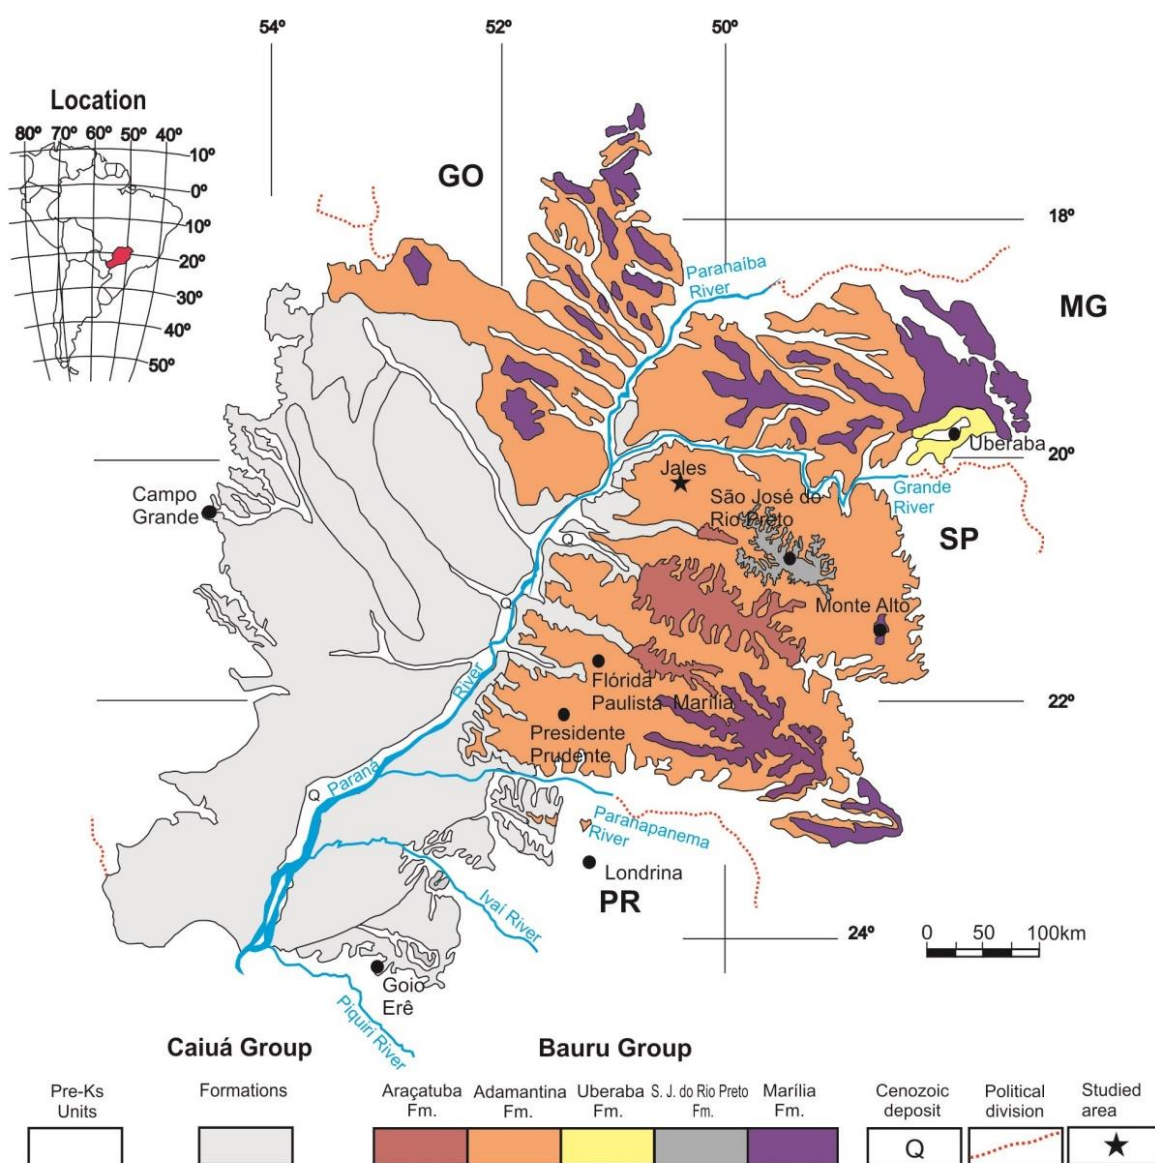 54º
52º
50º
Location
80º 70º 60º 50º 40º
10º
0º
10º
20º
30º
40º
50º
GO
18º
Paranaíba
River
MG
Uberaba
20º
Jales
São José do
Rio Preto
Grande
River
Campo
Grande
SP
Q
Q
Monte Alto
Flórida
Paulista
Marília
22º
River
Presidente
Prudente
Paraná
Q
Paranapanema
River
Londrina
PR
Ivaí River
24º
0 50 100km
Goio
Erê
Piquiri River
Caiuá Group
Bauru Group
Pre-Ks
Units
Formations
Araçatuba
Fm.
Adamantina
Fm.
Uberaba
Fm.
S. J. do Rio Preto
Fm.
Marília
Fm.
Cenozoic
deposit
Political
division
Studied
area
Q